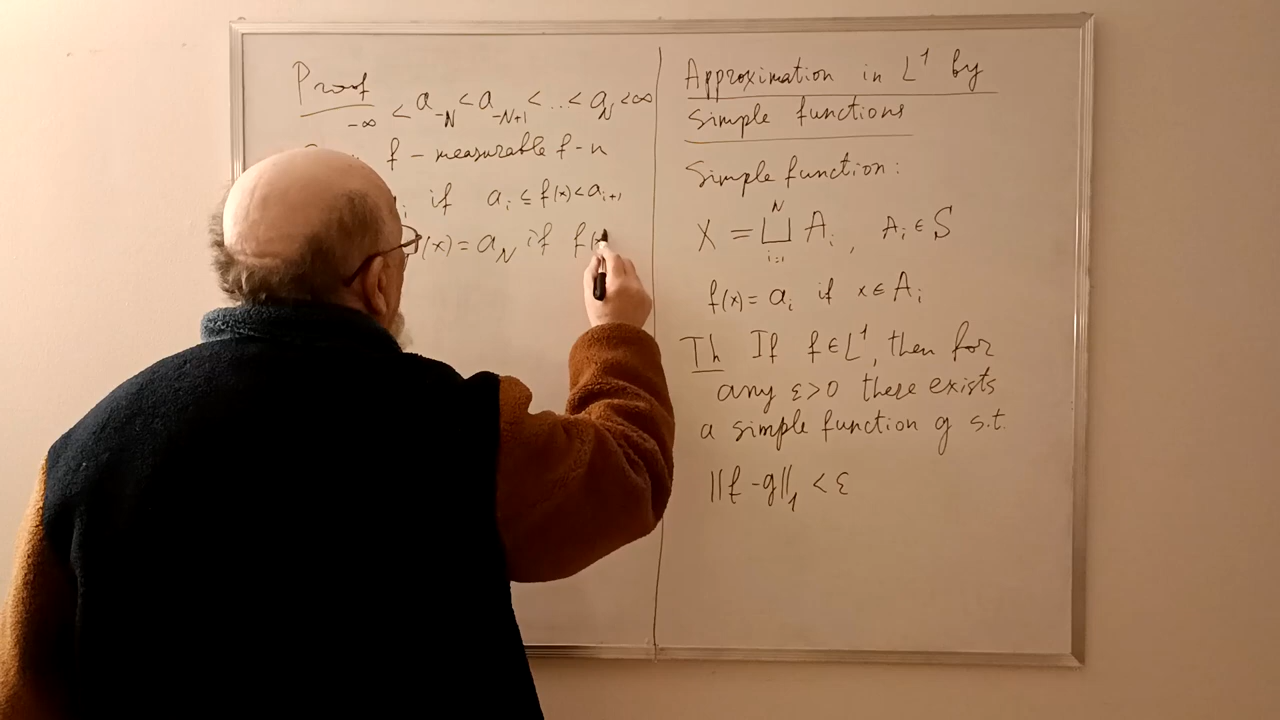 Proof
-∞ < a_{-N} < a_{-N+1} < ... < a_N < ∞
f - measurable f-n
i if a_i ≤ f(x) < a_{i+1}
(x) = a_N if f(x
Approximation in L^1 by
simple functions
Simple function:
X = ⊔_{i=1}^{N} A_i, A_i ∈ S
f(x) = a_i if x ∈ A_i
Th If f ∈ L^1, then for
any ε > 0 there exists
a simple function g s.t.
||f - g||_1 < ε